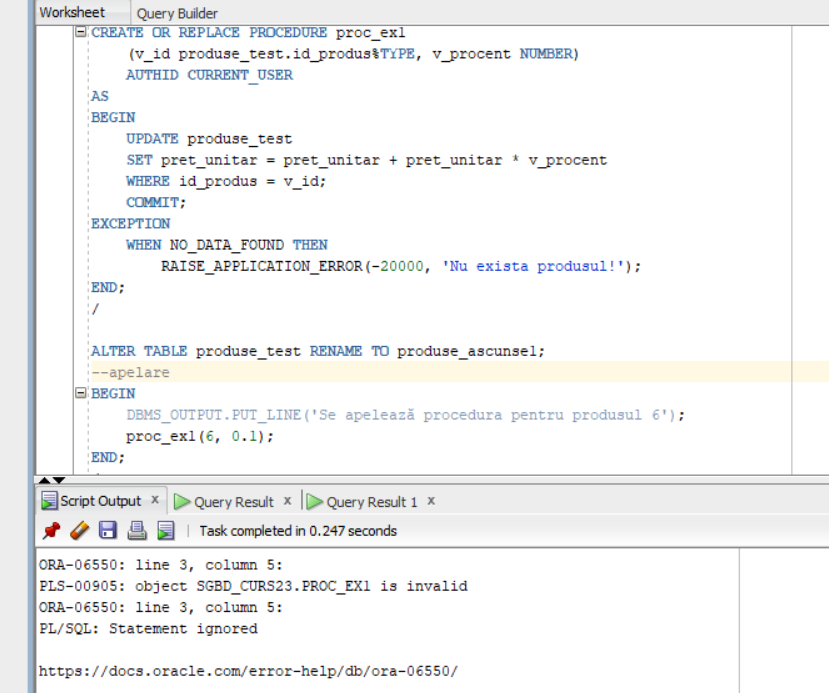 Worksheet Query Builder
CREATE OR REPLACE PROCEDURE proc_ex1
(v_id produse_test.id_produs%TYPE, v_procent NUMBER)
AUTHID CURRENT_USER
AS
BEGIN
UPDATE produse_test
SET pret_unitar = pret_unitar + pret_unitar * v_procent
WHERE id_produs = v_id;
COMMIT;
EXCEPTION
WHEN NO_DATA_FOUND THEN
RAISE_APPLICATION_ERROR(-20000, 'Nu exista produsul!');
END;
/
ALTER TABLE produse_test RENAME TO produse_ascunse1;
--apelare
BEGIN
DBMS_OUTPUT.PUT_LINE('Se apelează procedura pentru produsul 6');
proc_ex1(6, 0.1);
END;
Script Output x Query Result x Query Result 1 x
Task completed in 0.247 seconds
ORA-06550: line 3, column 5:
PLS-00905: object SGBD_CURS23.PROC_EX1 is invalid
ORA-06550: line 3, column 5:
PL/SQL: Statement ignored
https://docs.oracle.com/error-help/db/ora-06550/